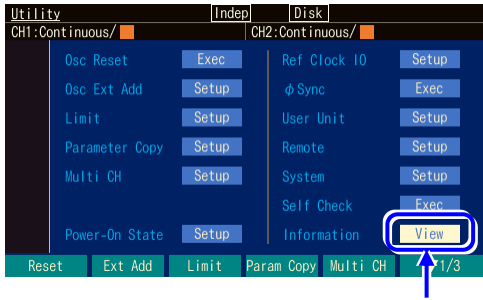 Utility Indep Disk
CH1:Continuous/ CH2:Continuous/
Osc Reset Exec Ref Clock IO Setup
Osc Ext Add Setup ϕSync Exec
Limit Setup User Unit Setup
Parameter Copy Setup Remote Setup
Multi CH Setup System Setup
Self Check Exec
Power-On State Setup Information View
Reset Ext Add Limit Param Copy Multi CH 1/3